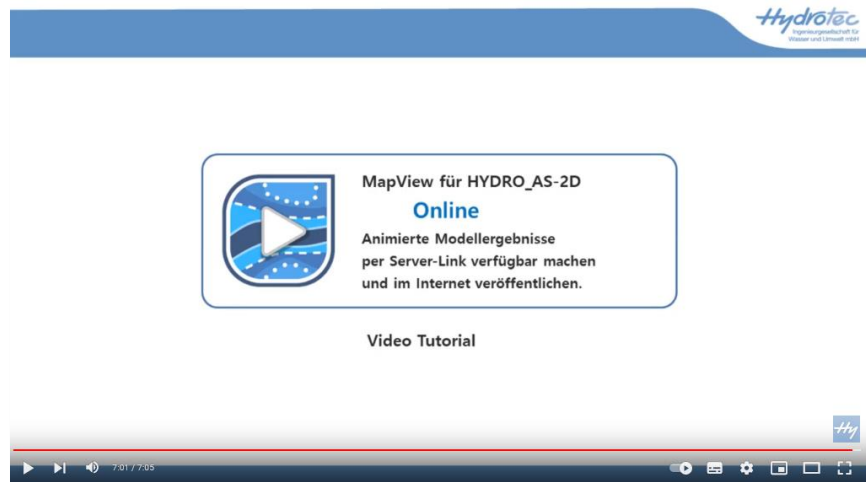 Hydrotec
Ingenieurgesellschaft für
Wasser und Umwelt mbH
MapView für HYDRO_AS-2D
Online
Animierte Modellergebnisse
per Server-Link verfügbar machen
und im Internet veröffentlichen.
Video Tutorial
Hy
7:01 / 7:05